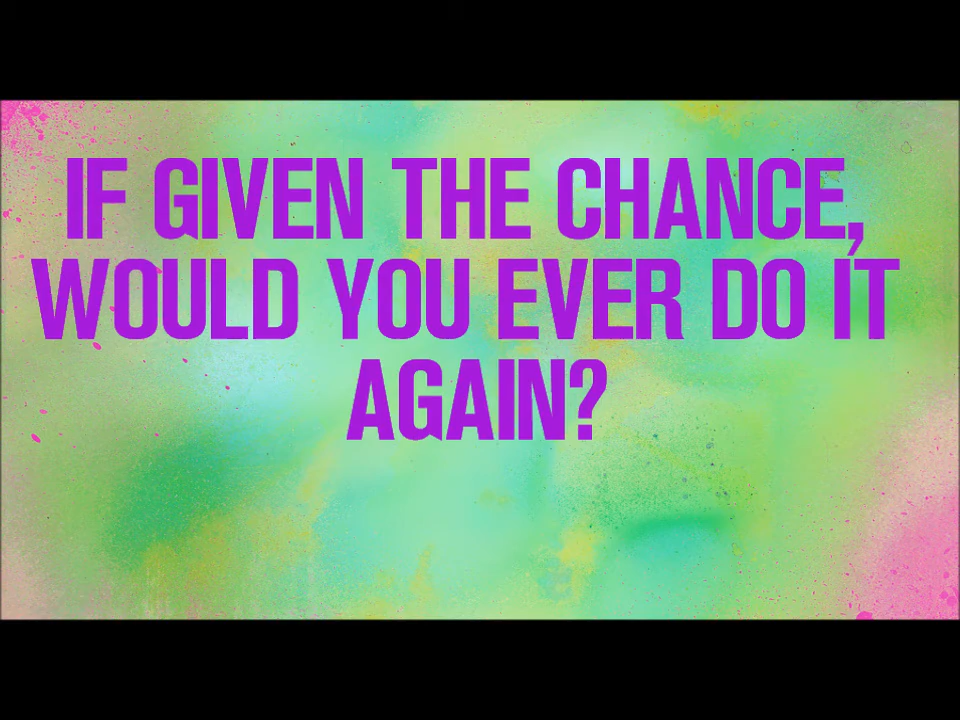 IF GIVEN THE CHANCE,
WOULD YOU EVER DO IT
AGAIN?